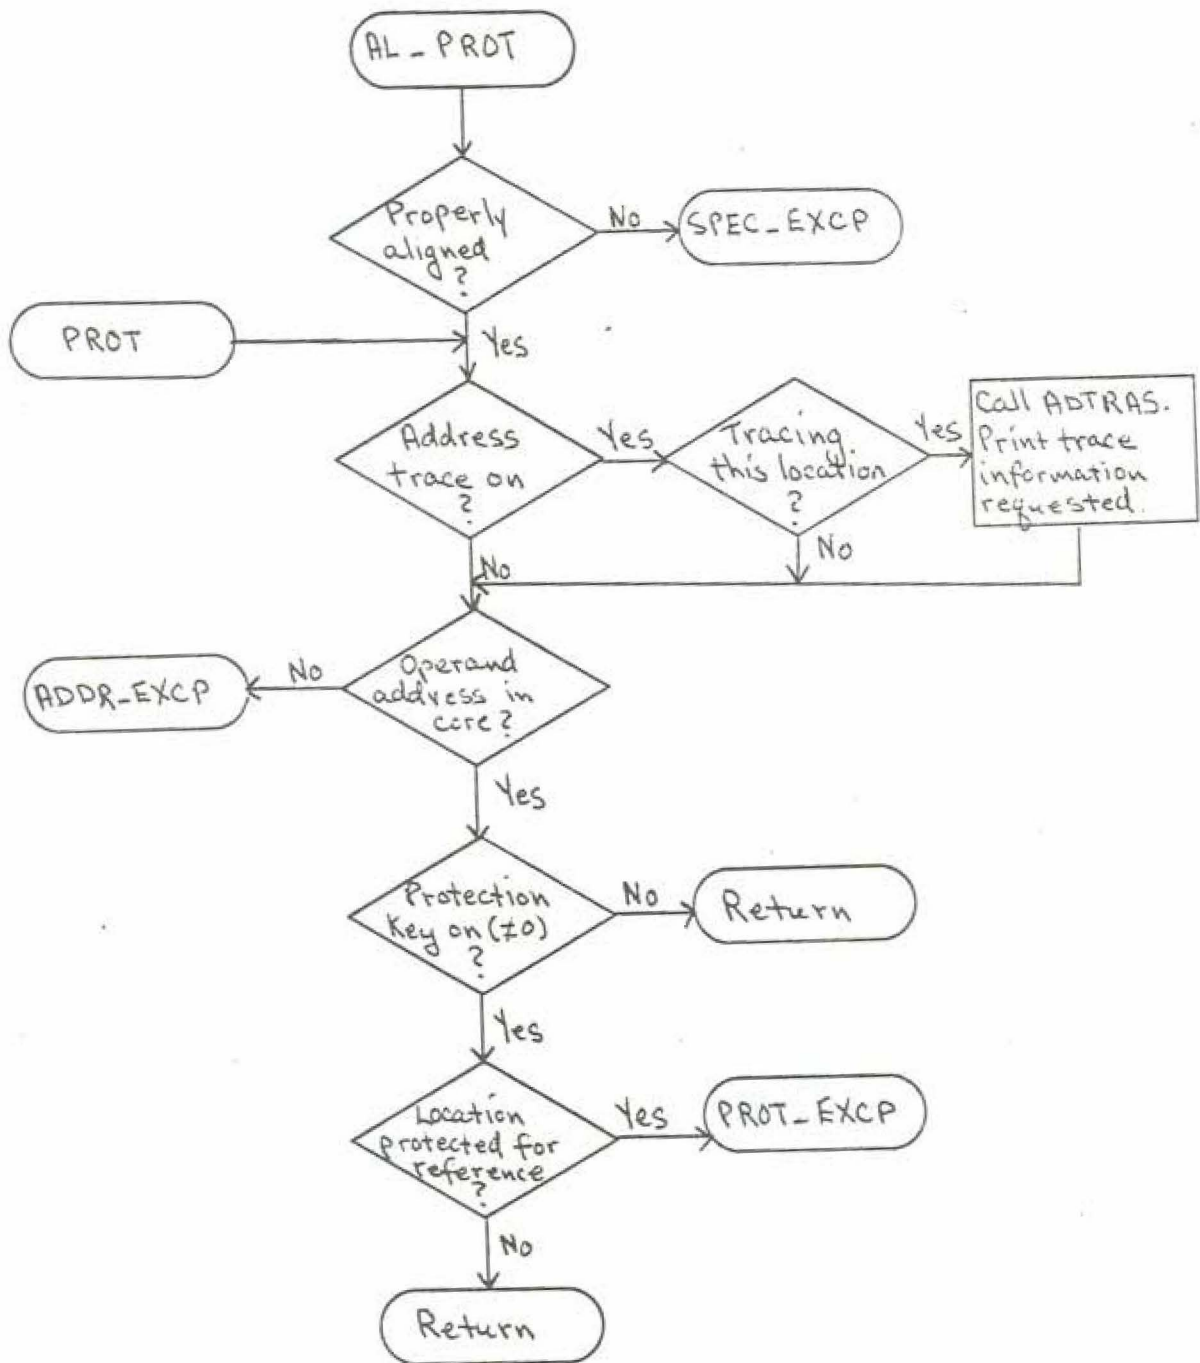 AL_PROT
Properly
aligned
?
No
SPEC_EXCP
PROT
Yes
Address
trace on
?
Yes
Tracing
this location
?
Yes
Call ADTRAS.
Print trace
information
requested.
No
No
Operand
address in
core?
No
ADDR_EXCP
Yes
Protection
Key on (≠0)
?
No
Return
Yes
Location
protected for
reference
?
Yes
PROT_EXCP
No
Return